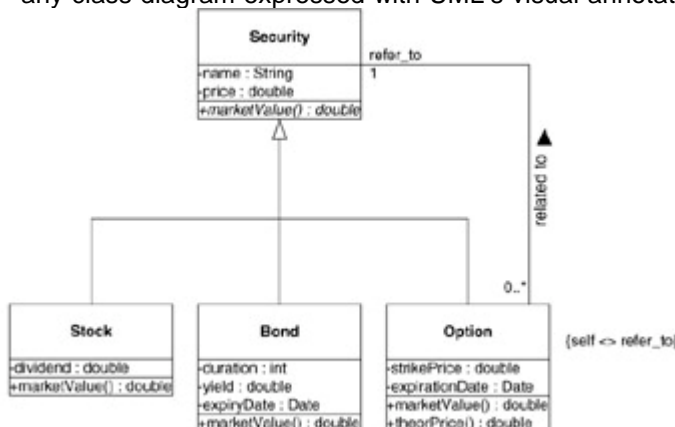 any class diagram expressed with UML's visual annotat
Security
-name : String
-price : double
+marketValue() : double
refer_to
1
related to
0..*
Stock
-dividend : double
+marketValue() : double
Bond
-duration : int
-yield : double
-expiryDate : Date
+marketValue() : double
Option
-strikePrice : double
-expirationDate : Date
+marketValue() : double
+theorPrice() : double
{self <> refer_to}